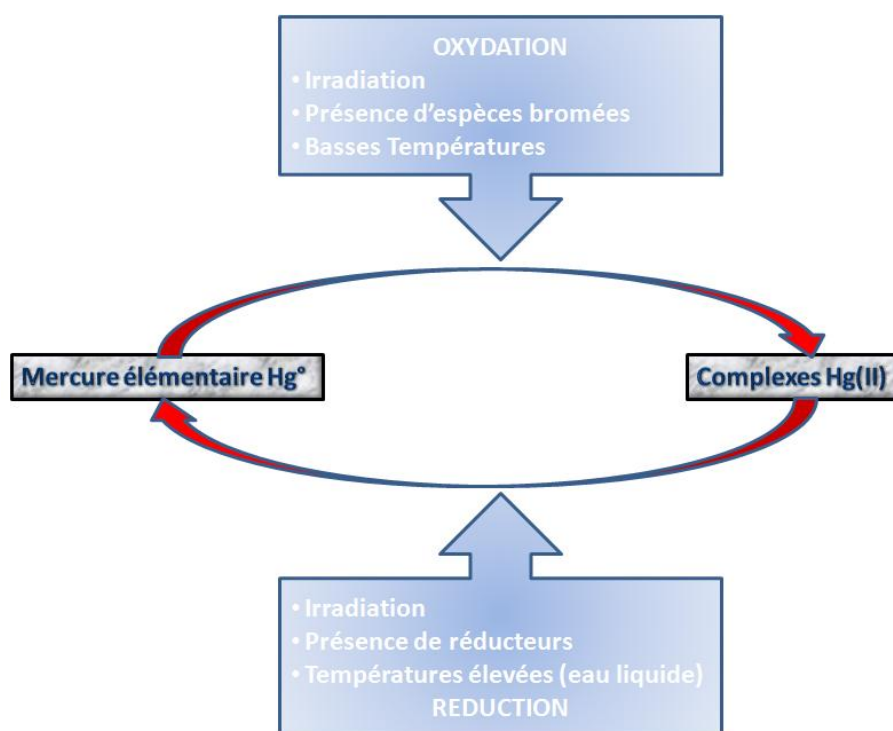 OXYDATION
• Irradiation
• Présence d'espèces bromées
• Basses Températures
Mercure élémentaire Hg°
Complexes Hg(II)
• Irradiation
• Présence de réducteurs
• Températures élevées (eau liquide)
REDUCTION